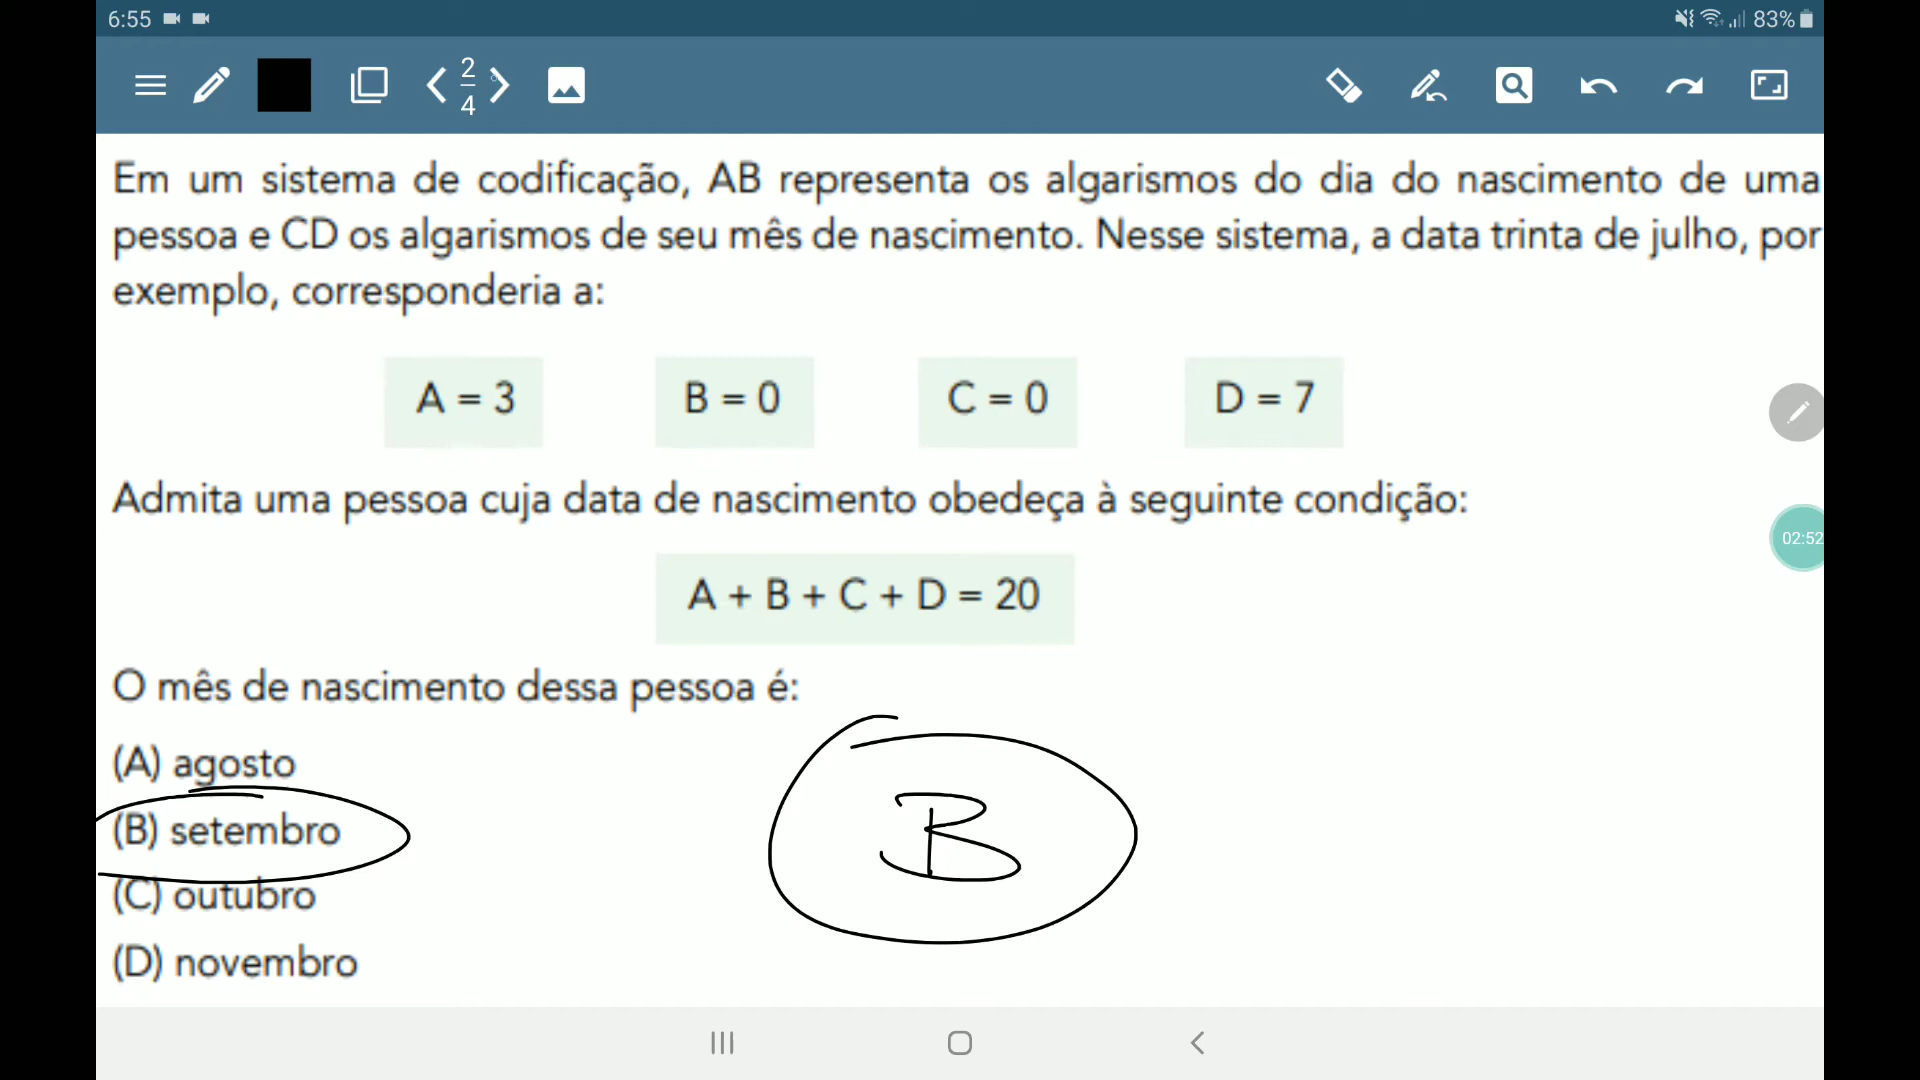 6:55 83%
2
4
Em um sistema de codificação, AB representa os algarismos do dia do nascimento de uma
pessoa e CD os algarismos de seu mês de nascimento. Nesse sistema, a data trinta de julho, por
exemplo, corresponderia a:
A = 3 B = 0 C = 0 D = 7
Admita uma pessoa cuja data de nascimento obedeça à seguinte condição:
02:52
A + B + C + D = 20
O mês de nascimento dessa pessoa é:
(A) agosto
(B) setembro
B
(C) outubro
(D) novembro